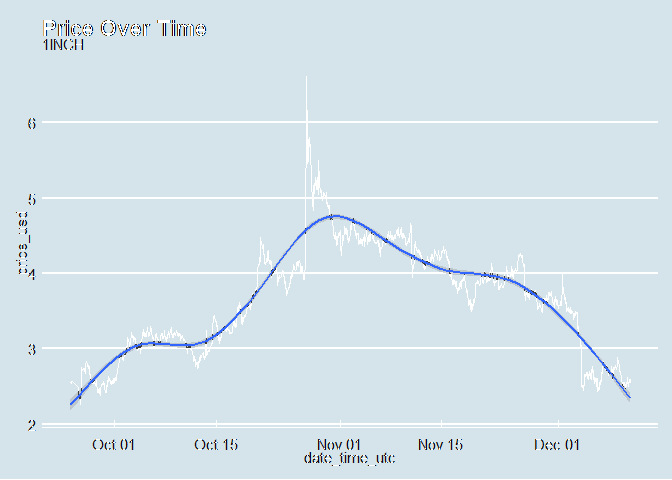 Price Over Time
1INCH
6
5
4
3
2
price_usd
Oct 01 Oct 15 Nov 01 Nov 15 Dec 01
date_time_utc